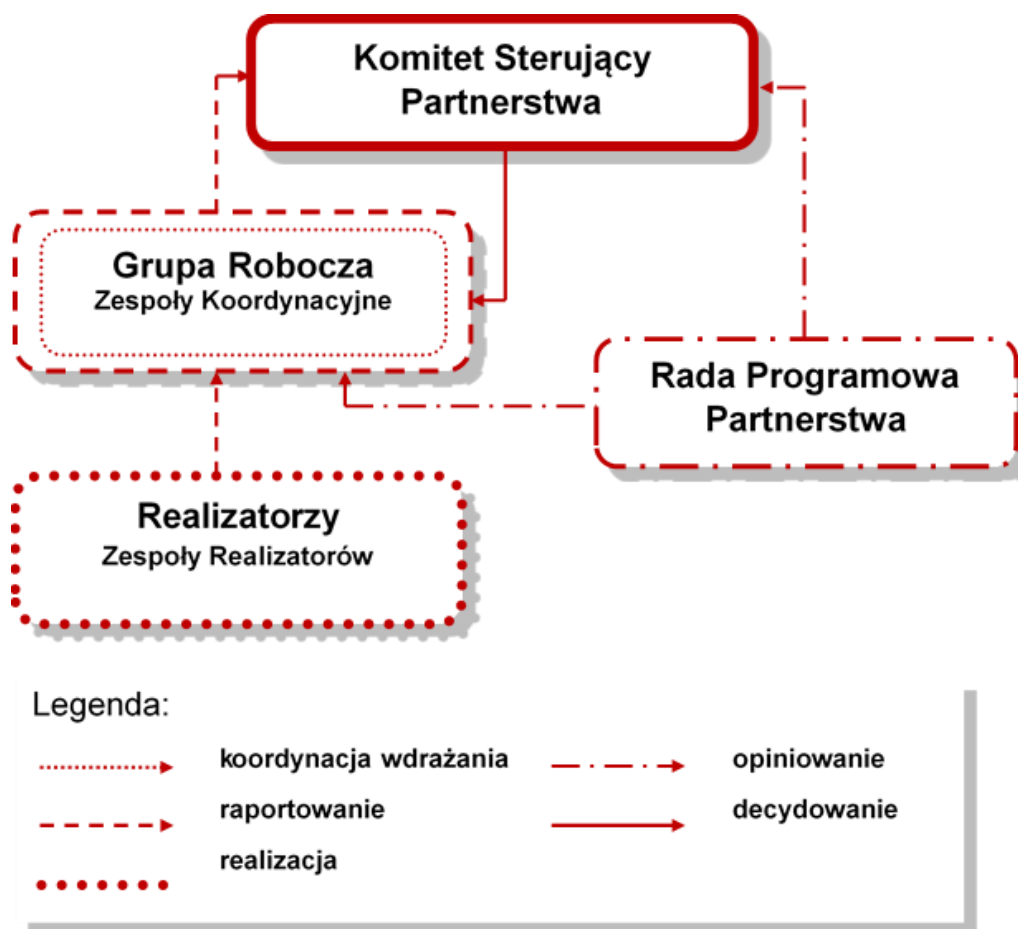 Komitet Sterujący
Partnerstwa
Grupa Robocza
Zespoły Koordynacyjne
Rada Programowa
Partnerstwa
Realizatorzy
Zespoły Realizatorów
Legenda:
koordynacja wdrażania
opiniowanie
raportowanie
decydowanie
realizacja